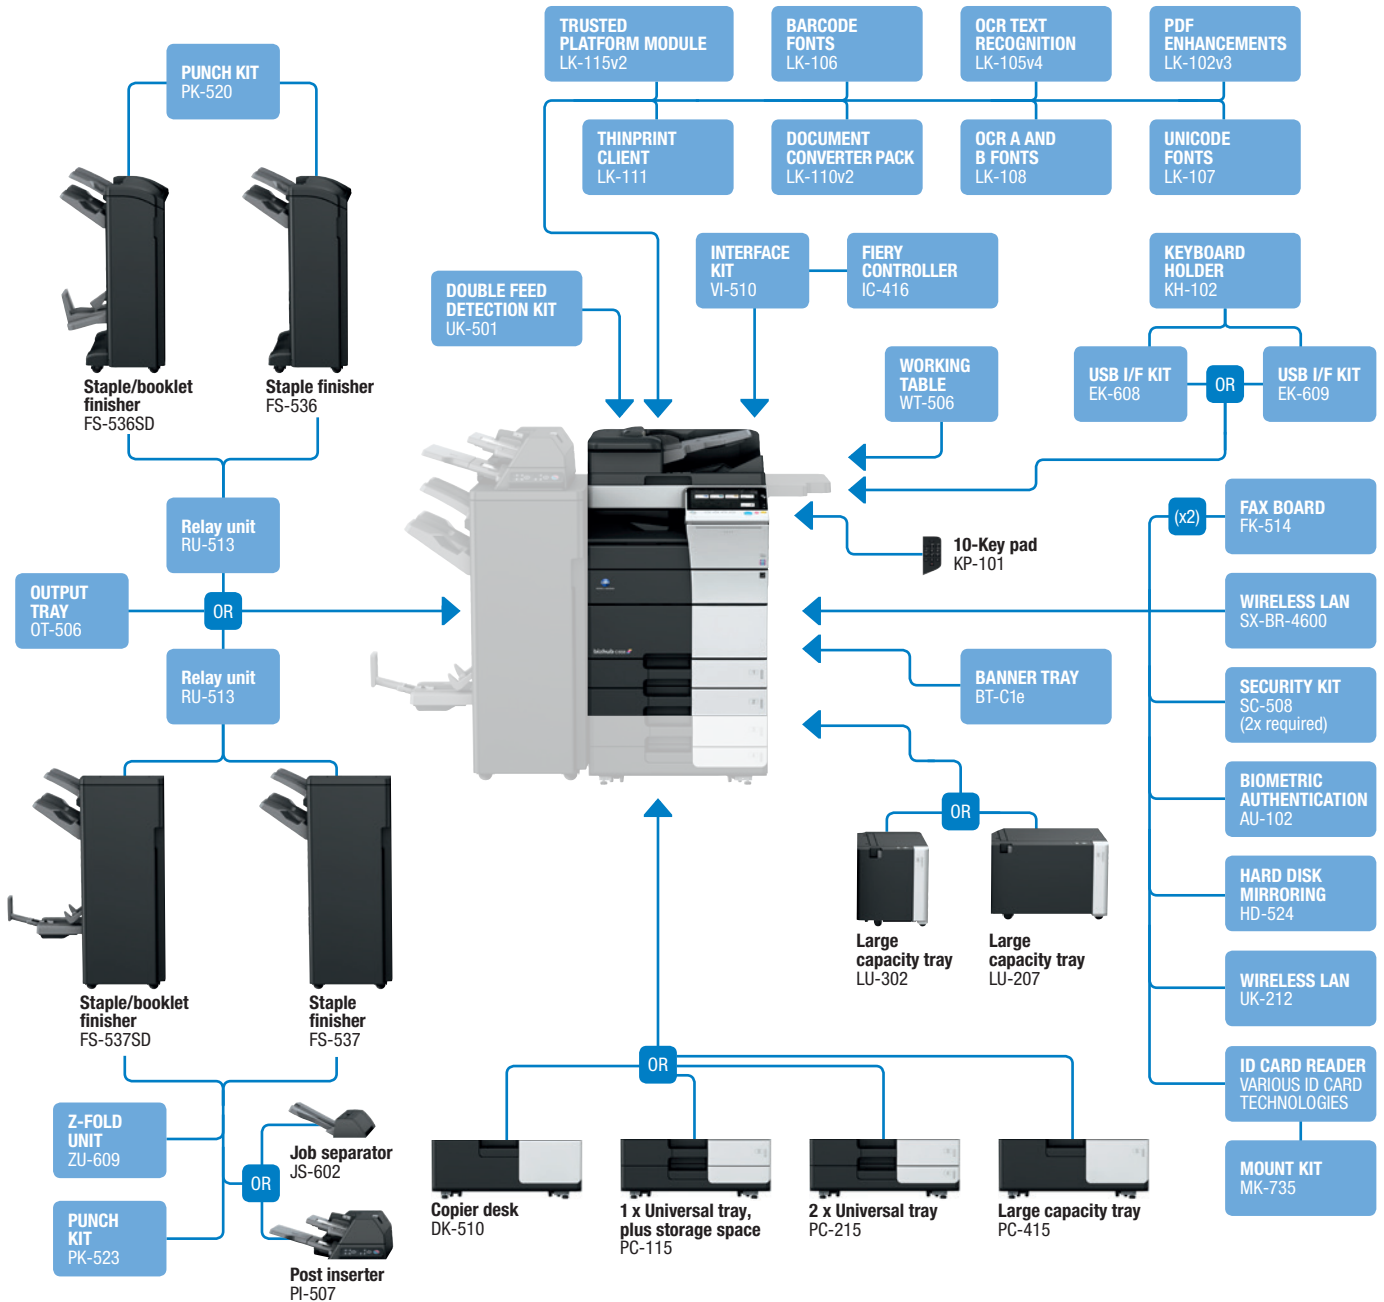 TRUSTED
PLATFORM MODULE
LK-115v2
BARCODE
FONTS
LK-106
OCR TEXT
RECOGNITION
LK-105v4
PDF
ENHANCEMENTS
LK-102v3
PUNCH KIT
PK-520
THINPRINT
CLIENT
LK-111
DOCUMENT
CONVERTER PACK
LK-110v2
OCR A AND
B FONTS
LK-108
UNICODE
FONTS
LK-107
INTERFACE
KIT
VI-510
FIERY
CONTROLLER
IC-416
KEYBOARD
HOLDER
KH-102
DOUBLE FEED
DETECTION KIT
UK-501
WORKING
TABLE
WT-506
USB I/F KIT
EK-608
OR
USB I/F KIT
EK-609
Staple/booklet
finisher
FS-536SD
Staple finisher
FS-536
Relay unit
RU-513
(x2)
FAX BOARD
FK-514
10-Key pad
KP-101
OUTPUT
TRAY
OT-506
OR
WIRELESS LAN
SX-BR-4600
Relay unit
RU-513
BANNER TRAY
BT-C1e
SECURITY KIT
SC-508
(2x required)
BIOMETRIC
AUTHENTICATION
AU-102
OR
HARD DISK
MIRRORING
HD-524
Large
capacity tray
LU-302
Large
capacity tray
LU-207
WIRELESS LAN
UK-212
Staple/booklet
finisher
FS-537SD
Staple
finisher
FS-537
OR
ID CARD READER
VARIOUS ID CARD
TECHNOLOGIES
Z-FOLD
UNIT
ZU-609
Job separator
JS-602
OR
MOUNT KIT
MK-735
PUNCH
KIT
PK-523
Post inserter
PI-507
Copier desk
DK-510
1 x Universal tray,
plus storage space
PC-115
2 x Universal tray
PC-215
Large capacity tray
PC-415